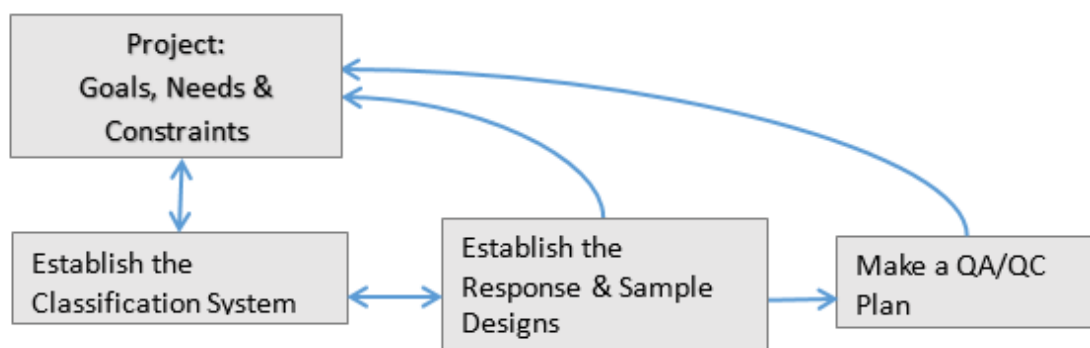 Project:
Goals, Needs &
Constraints
Establish the
Classification System
Establish the
Response & Sample
Designs
Make a QA/QC
Plan